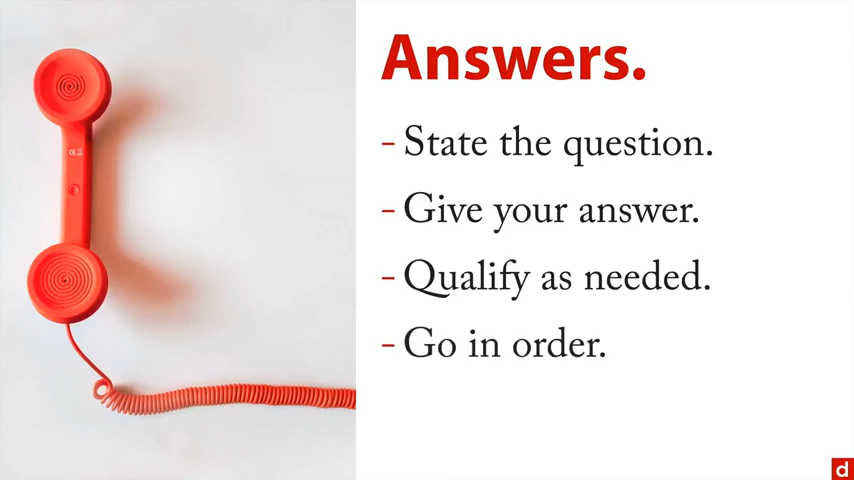 Answers.
- State the question.
- Give your answer.
- Qualify as needed.
- Go in order.
d